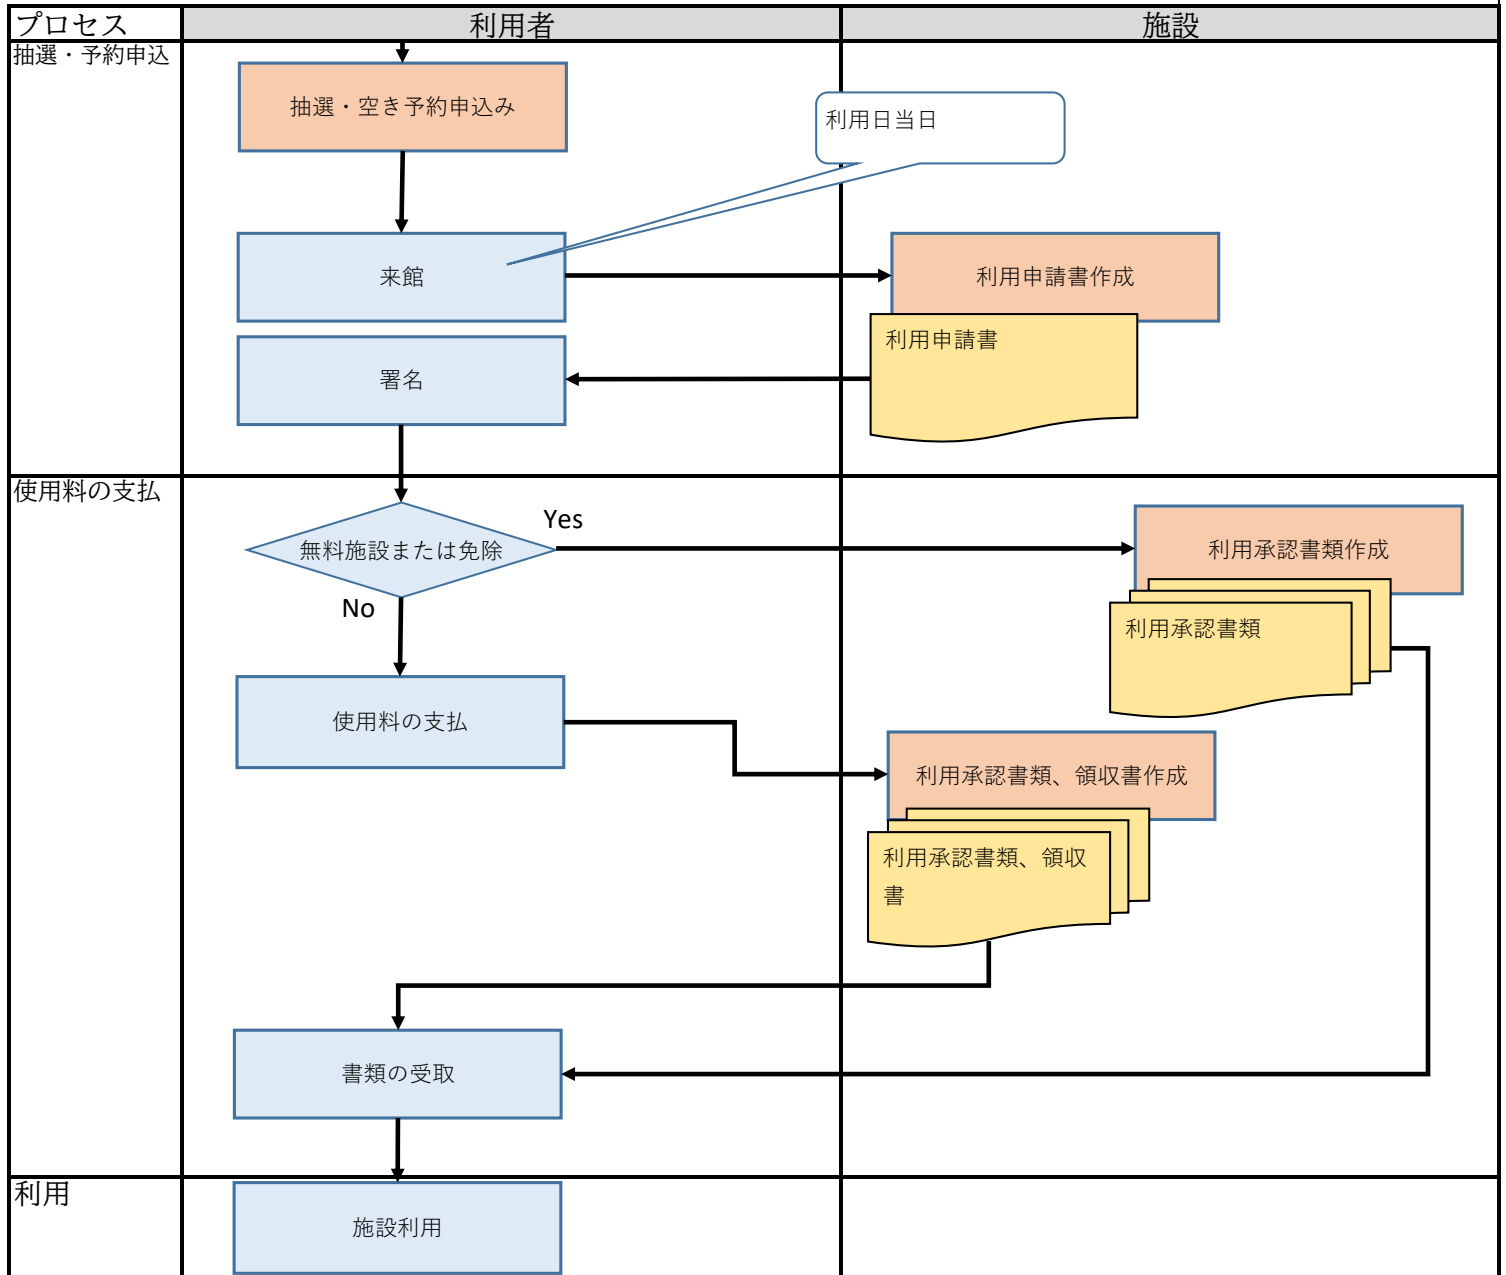 プロセス
利用者
施設
抽選・予約申込
抽選・空き予約申込み
利用日当日
来館
利用申請書作成
利用申請書
署名
使用料の支払
Yes
無料施設または免除
利用承認書類作成
No
利用承認書類
使用料の支払
利用承認書類、領収書作成
利用承認書類、領収
書
書類の受取
利用
施設利用